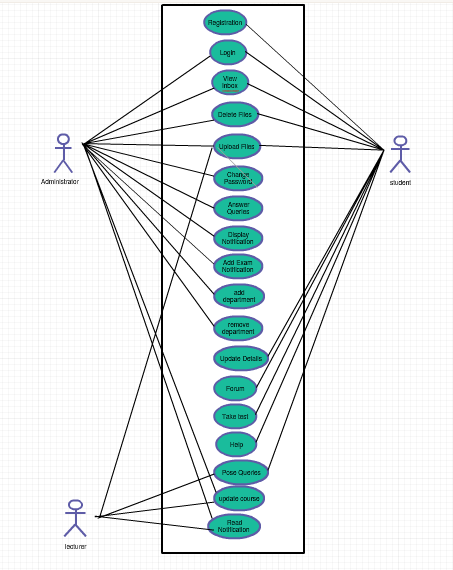 Registration
Login
View
Inbox
Delete Files
Upload Files
Change
Password
Answer
Queries
Display
Notification
Add Exam
Notification
add
department
remove
department
Update Details
Forum
Take test
Help
Pose Queries
update course
Read
Notification
Administrator
student
lecturer